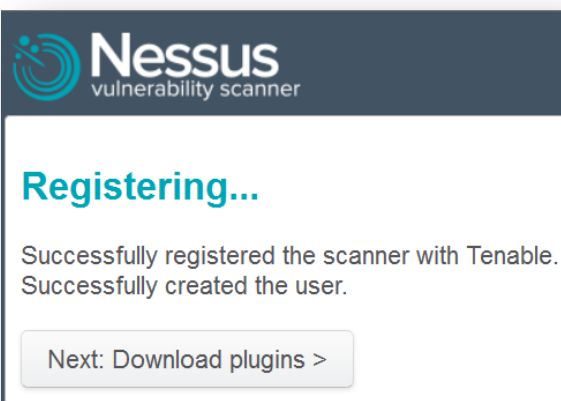 Nessus
vulnerability scanner
Registering...
Successfully registered the scanner with Tenable.
Successfully created the user.
Next: Download plugins >